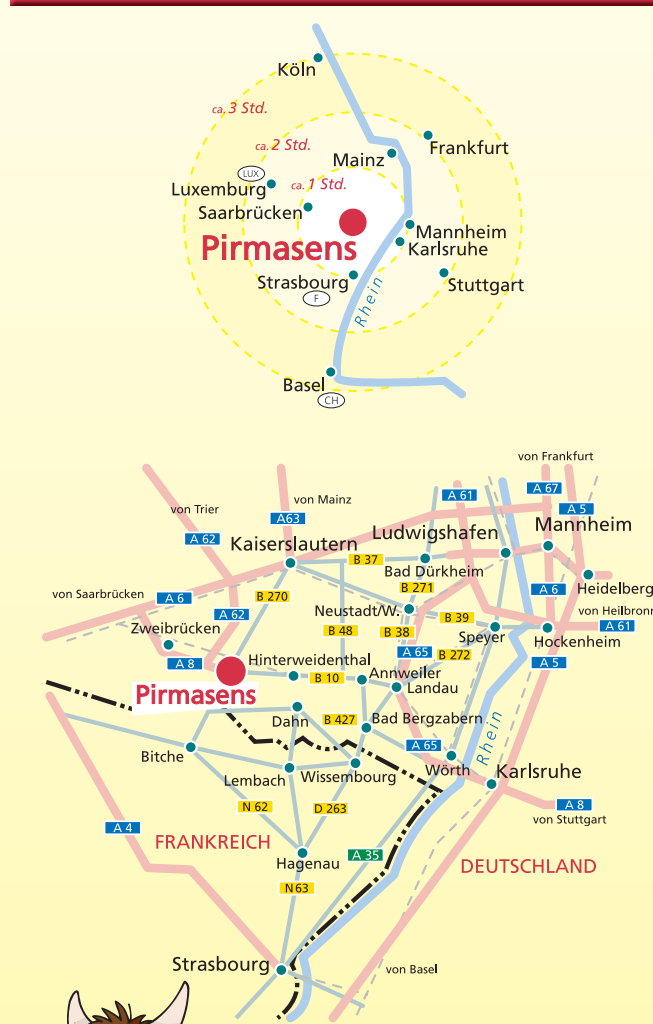 Köln
ca. 3 Std.
ca. 2 Std.
Frankfurt
Mainz
LUX
ca. 1 Std.
Luxemburg
Saarbrücken
Mannheim
Pirmasens
Karlsruhe
Strasbourg
Stuttgart
F
Rhein
Basel
CH
von Frankfurt
A 67
A 61
von Mainz
von Trier
A 5
A63
Mannheim
Ludwigshafen
A 62
Kaiserslautern
B 37
Bad Dürkheim
B 271
A 6
Heidelberg
von Saarbrücken
A 6
B 270
Neustadt/W.
von Heilbronn
A 62
B 39
A 61
Zweibrücken
B 48
B 38
Speyer
Hockenheim
A 65
B 272
Hinterweidenthal
A 8
A 5
Annweiler
B 10
Landau
Pirmasens
Dahn
B 427
Bad Bergzabern
Rhein
A 65
Bitche
Wörth
Karlsruhe
Lembach
Wissembourg
N 62
D 263
A 8
von Stuttgart
A 4
FRANKREICH
A 35
Hagenau
DEUTSCHLAND
N63
Strasbourg
von Basel